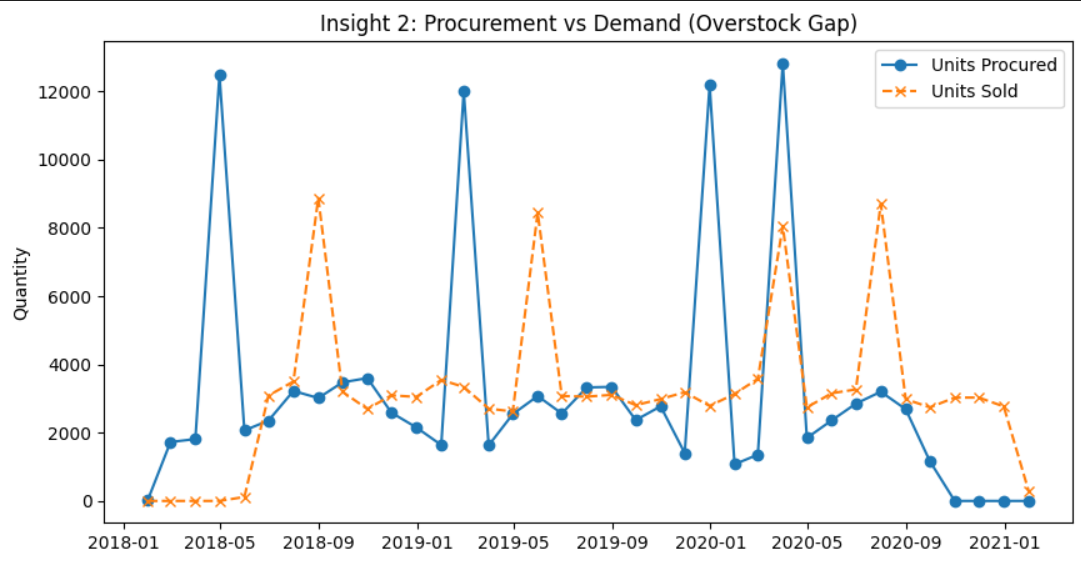 Insight 2: Procurement vs Demand (Overstock Gap)
Units Procured
Units Sold
12000
10000
8000
6000
4000
2000
0
Quantity
2018-01 2018-05 2018-09 2019-01 2019-05 2019-09 2020-01 2020-05 2020-09 2021-01